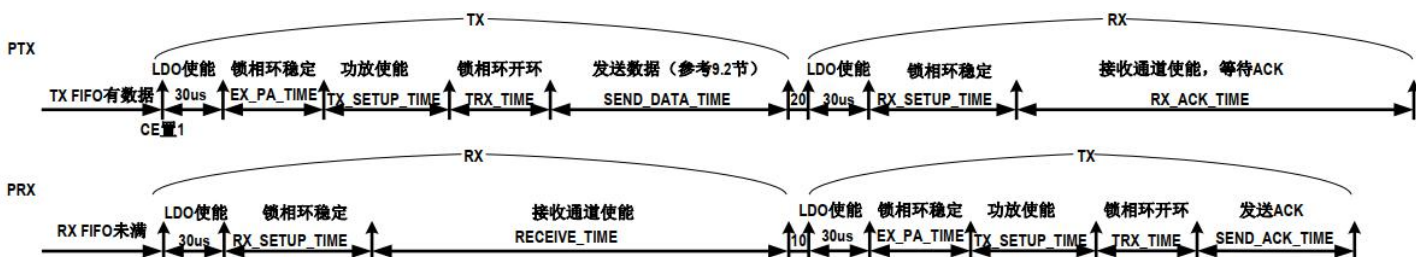 TX RX
PTX
LDO使能 锁相环稳定 功放使能 锁相环开环 发送数据（参考9.2节） LDO使能 锁相环稳定 接收通道使能，等待ACK
TX FIFO有数据 30us EX_PA_TIME TX_SETUP_TIME TRX_TIME SEND_DATA_TIME 20 30us RX_SETUP_TIME RX_ACK_TIME
CE置1
RX TX
PRX
LDO使能 锁相环稳定 接收通道使能 LDO使能 锁相环稳定 功放使能 锁相环开环 发送ACK
RX FIFO未满 30us RX_SETUP_TIME RECEIVE_TIME 10 30us EX_PA_TIME TX_SETUP_TIME TRX_TIME SEND_ACK_TIME